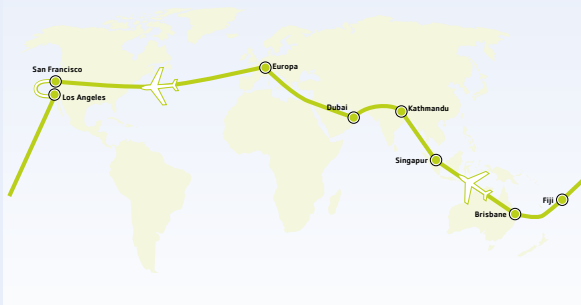 San Francisco
Los Angeles
Europa
Dubai
Kathmandu
Singapur
Brisbane
Fiji